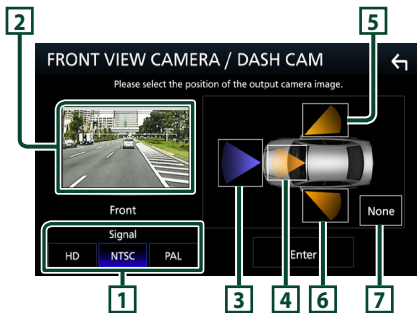 2
5
FRONT VIEW CAMERA / DASH CAM
Please select the position of the output camera image.
Front
None
Signal
HD NTSC PAL
Enter
1
3
4
6
7